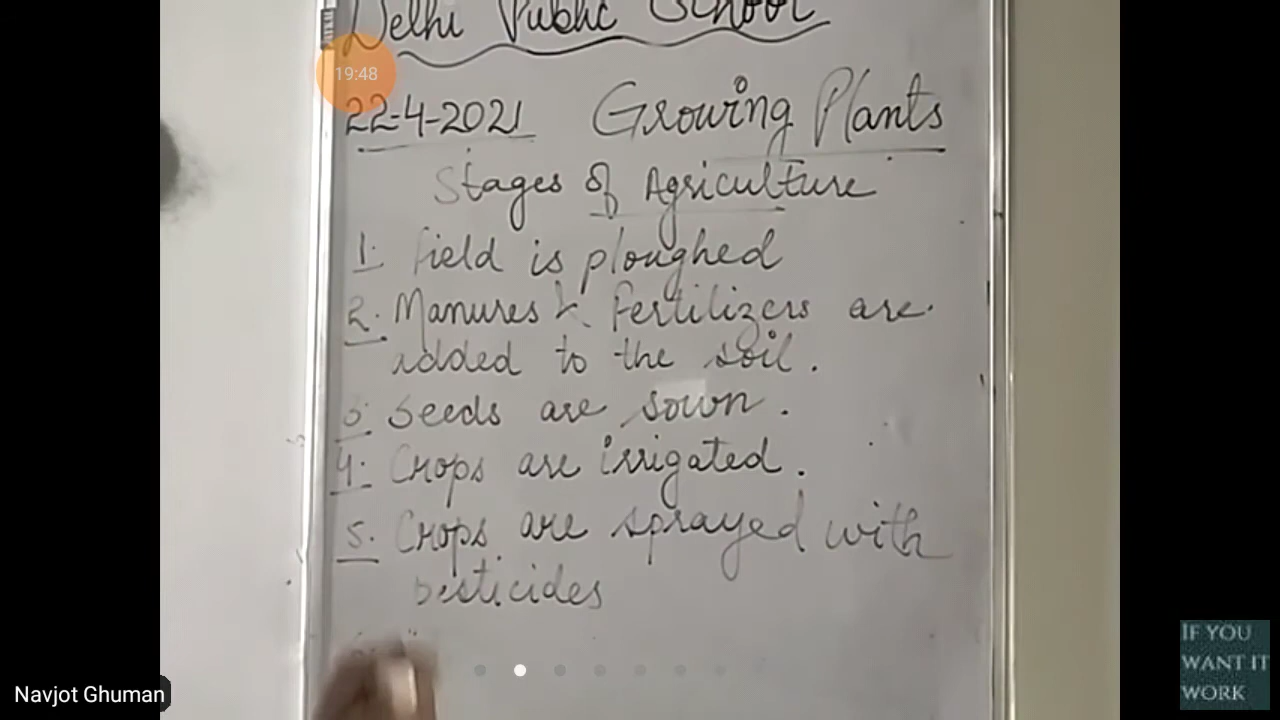 Delhi Public School
19:48
22-4-2021 Growing Plants
Stages of Agriculture
1. Field is ploughed
2. Manures & Fertilizers are
added to the soil.
3. Seeds are sown.
4. Crops are irrigated.
5. Crops are sprayed with
pesticides
Navjot Ghuman
IF YOU
WANT IT
WORK